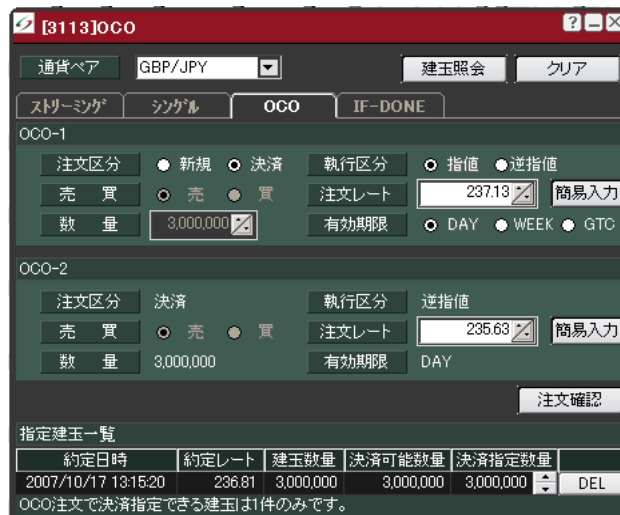 [3113]OCO
通貨ペア GBP/JPY 建玉照会 クリア
ストリーミング シングル OCO IF-DONE
OCO-1
注文区分 新規 決済 執行区分 指値 逆指値
売 買 売 買 注文レート 237.13 簡易入力
数 量 3,000,000 有効期限 DAY WEEK GTC
OCO-2
注文区分 決済 執行区分 逆指値
売 買 売 買 注文レート 235.63 簡易入力
数 量 3,000,000 有効期限 DAY
注文確認
指定建玉一覧
約定日時 約定レート 建玉数量 決済可能数量 決済指定数量
2007/10/17 13:15:20 236.81 3,000,000 3,000,000 3,000,000 DEL
OCO注文で決済指定できる建玉は1件のみです。